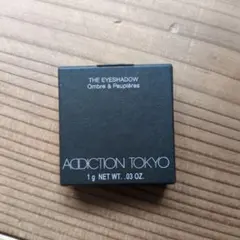 THE EYESHADOW
Ombre à Paupières
ADDICTION TOKYO
1 g NET WT. .03 OZ.